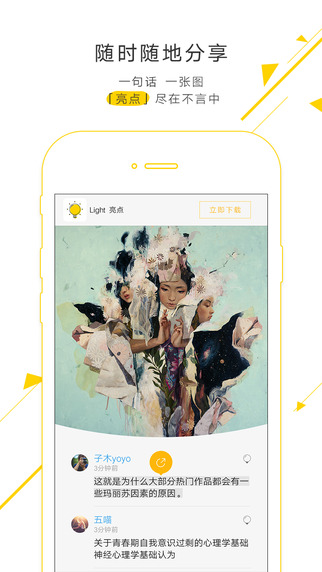 随时随地分享
一句话 一张图
「亮点」尽在不言中
Light 亮点
立即下载
子木yoyo
3分钟前
这就是为什么大部分热门作品都会有一
些玛丽苏因素的原因。
五喵
3分钟前
关于青春期自我意识过剩的心理学基础
神经心理学基础认为